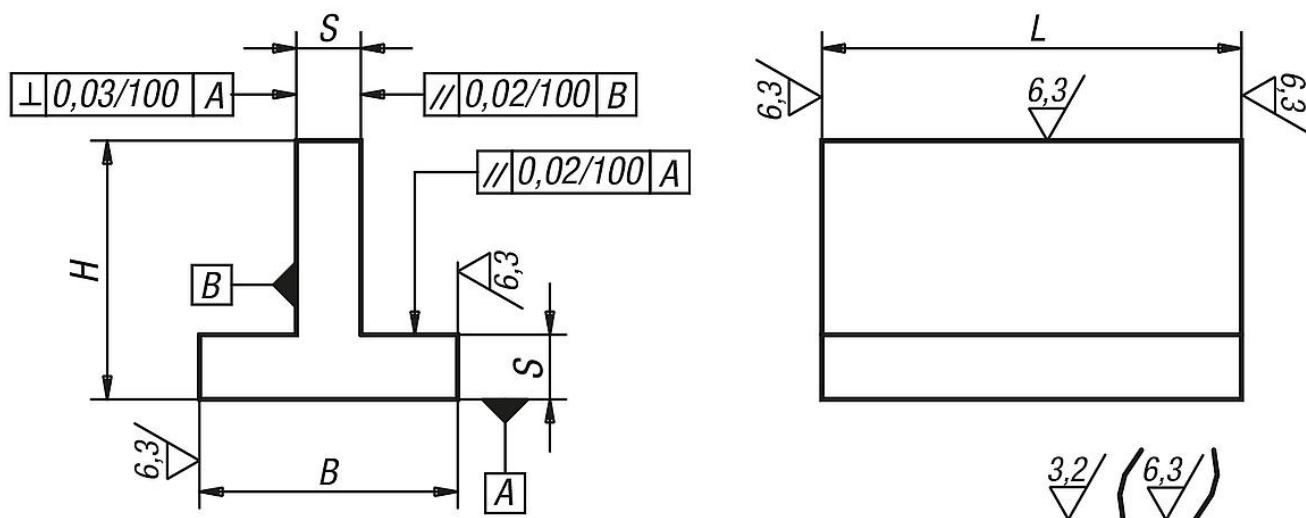 S
L
⊥ 0,03/100 A
// 0,02/100 B
6,3
6,3
6,3
// 0,02/100 A
H
B
6,3
S
6,3
B
A
3,2 ( 6,3 )